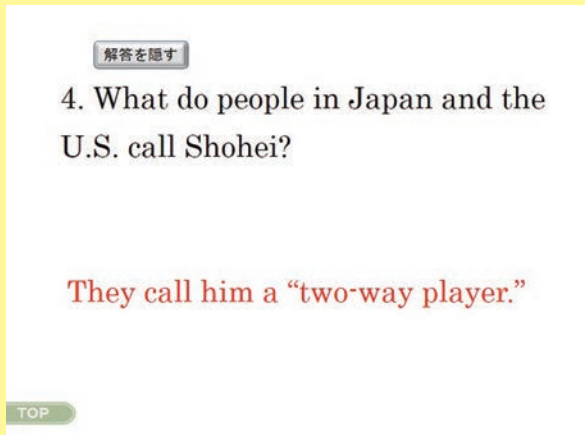 解答を隠す
4. What do people in Japan and the
U.S. call Shohei?
They call him a “two-way player.”
TOP